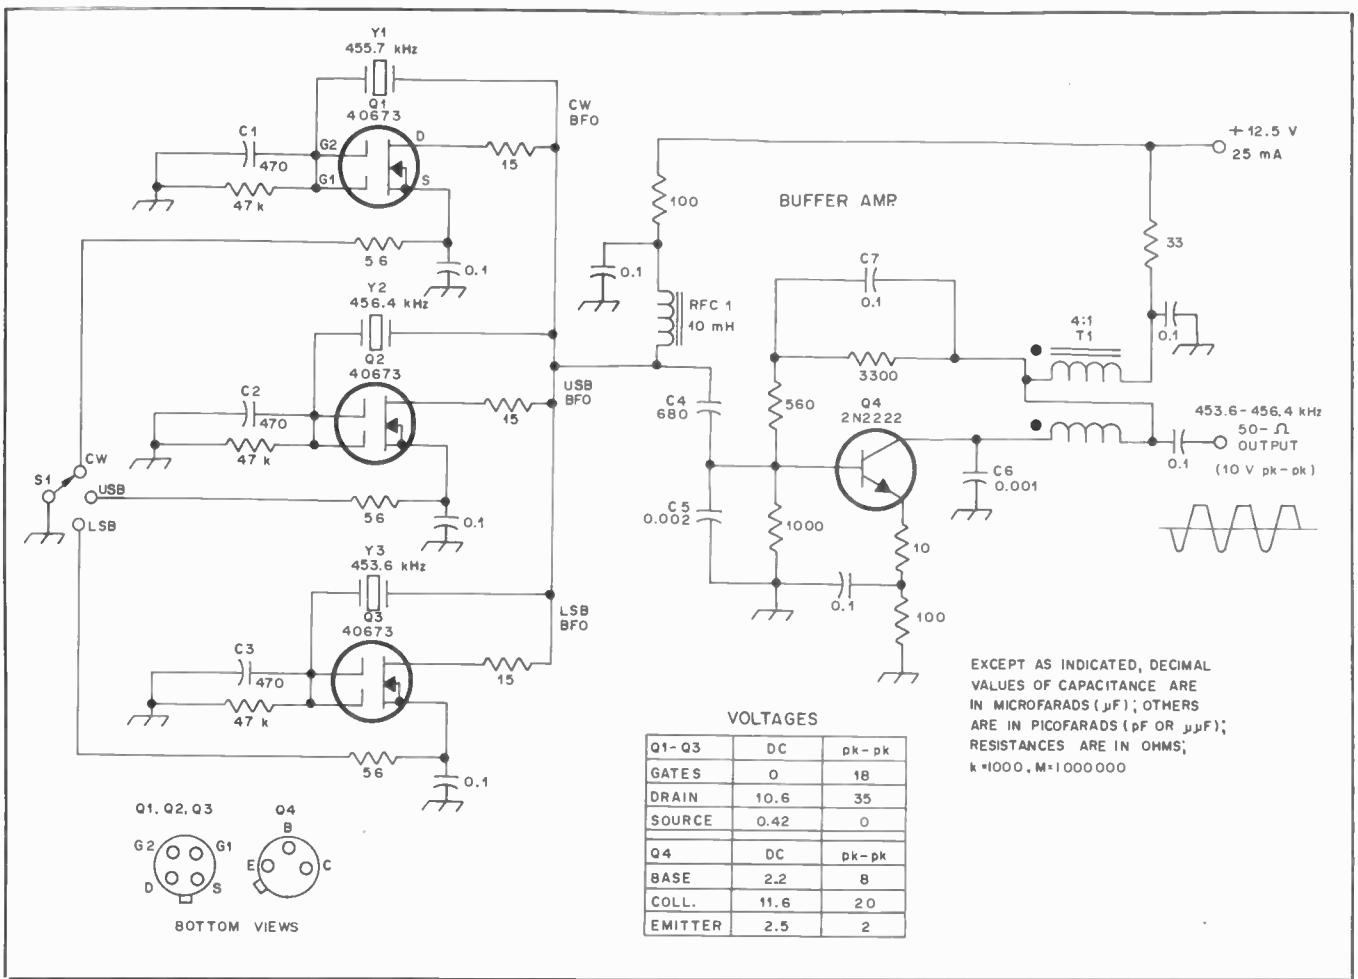 Y1
455.7 kHz
Q1
40673
C1
470
G2
G1
D
S
47 k
15
CW
BFO
56
0.1
Y2
456.4 kHz
Q2
40673
C2
470
47 k
15
USB
BFO
56
0.1
S1
CW
USB
LSB
Y3
453.6 kHz
Q3
40673
C3
470
47 k
15
LSB
BFO
56
0.1
+12.5 V
25 mA
100
BUFFER AMP.
33
0.1
RFC 1
10 mH
C7
0.1
3300
4:1
T1
0.1
C4
680
560
Q4
2N2222
453.6-456.4 kHz
50-Ω
OUTPUT
(10 V pk-pk)
0.1
C6
0.001
C5
0.002
1000
10
0.1
100
EXCEPT AS INDICATED, DECIMAL
VALUES OF CAPACITANCE ARE
IN MICROFARADS (µF); OTHERS
ARE IN PICOFARADS (pF OR µµF);
RESISTANCES ARE IN OHMS;
k=1000, M=1000000
VOLTAGES
Q1-Q3 DC pk-pk
GATES 0 18
DRAIN 10.6 35
SOURCE 0.42 0
Q4 DC pk-pk
BASE 2.2 8
COLL. 11.6 20
EMITTER 2.5 2
Q1, Q2, Q3
G2 G1
D S
Q4
B
E C
BOTTOM VIEWS